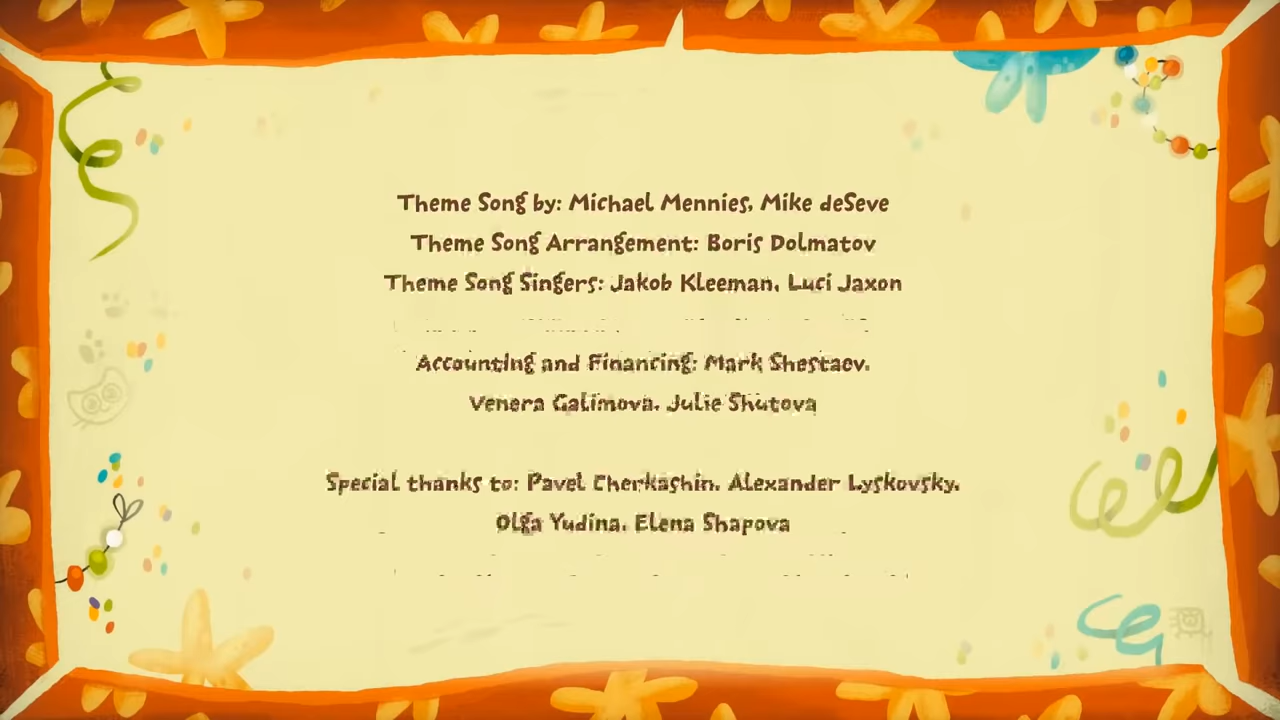 Theme Song by: Michael Mennies, Mike deSeve
Theme Song Arrangement: Boris Dolmatov
Theme Song Singers: Jakob Kleeman, Luci Jaxon
Accounting and Financing: Mark Shestaev,
Venera Galimova, Julie Shutova
Special thanks to: Pavel Cherkashin, Alexander Lyskovsky,
Olga Yudina, Elena Shapova